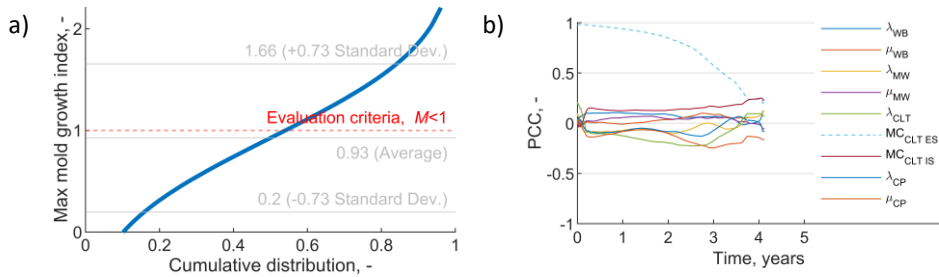 a)
Max mold growth index, -
2
1
0
1.66 (+0.73 Standard Dev.)
Evaluation criteria, M<1
0.93 (Average)
0.2 (-0.73 Standard Dev.)
0 0.2 0.4 0.6 0.8 1
Cumulative distribution, -
b)
PCC, -
1
0.5
0
-0.5
-1
0 1 2 3 4 5
Time, years
λWB
μWB
λMW
μMW
λCLT
MCCLT ES
MCCLT IS
λCP
μCP